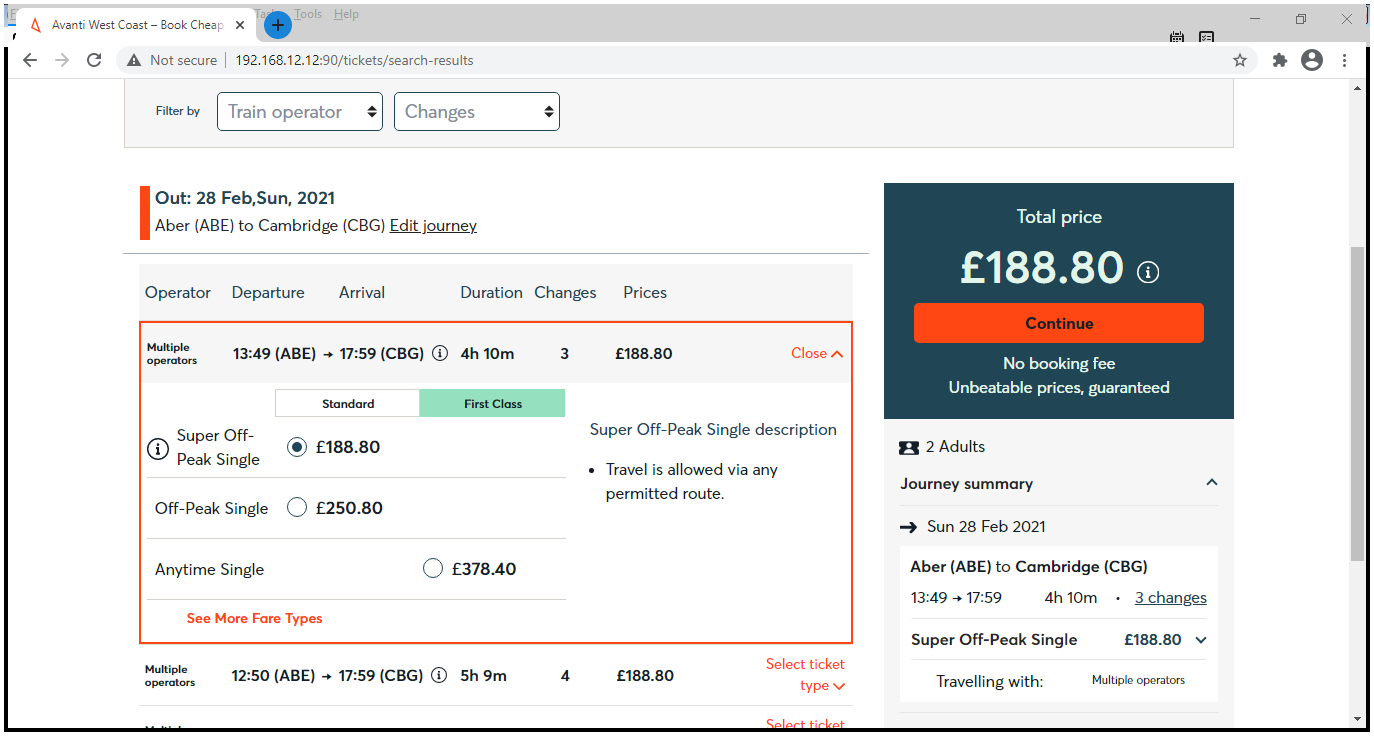 Tools Help
Avanti West Coast – Book Cheap
Not secure 192.168.12.12:90/tickets/search-results
Filter by Train operator Changes
Out: 28 Feb,Sun, 2021
Aber (ABE) to Cambridge (CBG) Edit journey
Operator Departure Arrival Duration Changes Prices
Multiple operators 13:49 (ABE) → 17:59 (CBG) 4h 10m 3 £188.80 Close
Standard First Class
Super Off-
Peak Single £188.80
Off-Peak Single £250.80
Anytime Single £378.40
See More Fare Types
Super Off-Peak Single description
• Travel is allowed via any
permitted route.
Multiple operators 12:50 (ABE) → 17:59 (CBG) 5h 9m 4 £188.80 Select ticket
type
Select ticket
Total price
£188.80
Continue
No booking fee
Unbeatable prices, guaranteed
2 Adults
Journey summary
→ Sun 28 Feb 2021
Aber (ABE) to Cambridge (CBG)
13:49 → 17:59 4h 10m • 3 changes
Super Off-Peak Single £188.80
Travelling with: Multiple operators